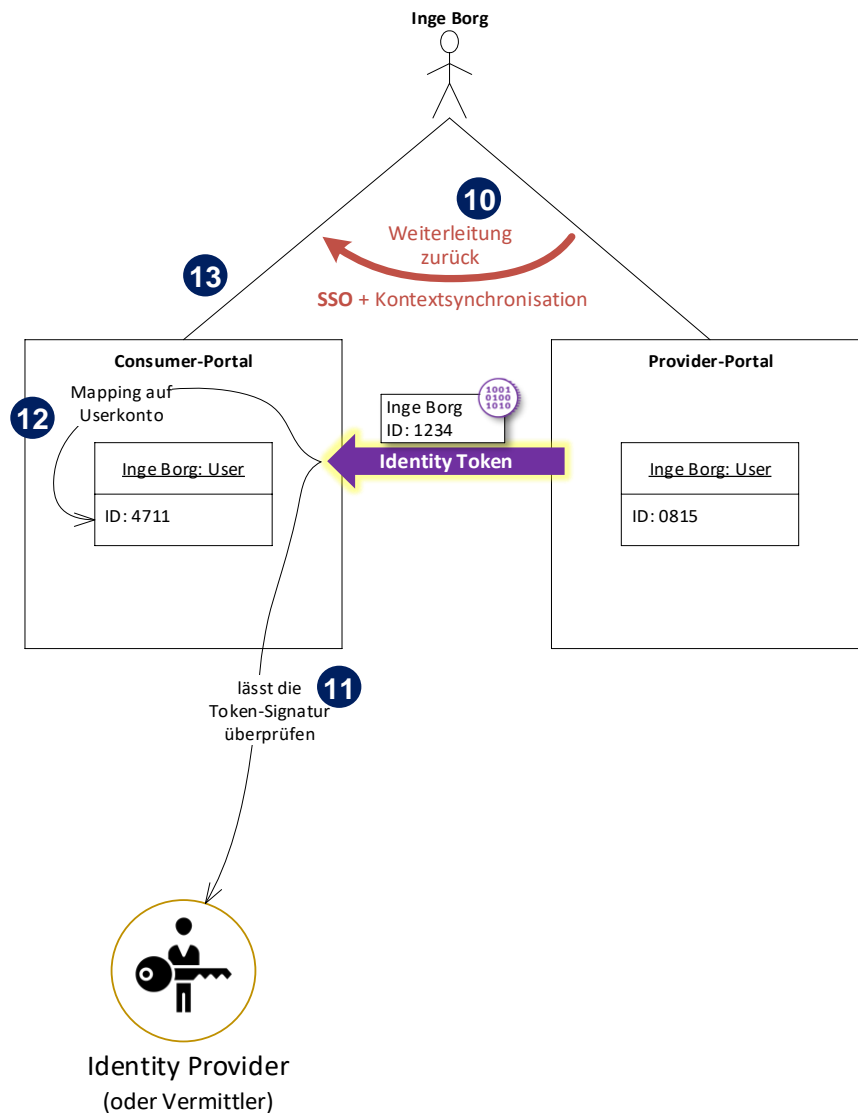 Inge Borg
10
Weiterleitung
zurück
13
SSO + Kontextsynchronisation
Consumer-Portal
Provider-Portal
Mapping auf
Userkonto
12
1001
0100
1010
Inge Borg
ID: 1234
Identity Token
Inge Borg: User
ID: 4711
Inge Borg: User
ID: 0815
11
lässt die
Token-Signatur
überprüfen
Identity Provider
(oder Vermittler)